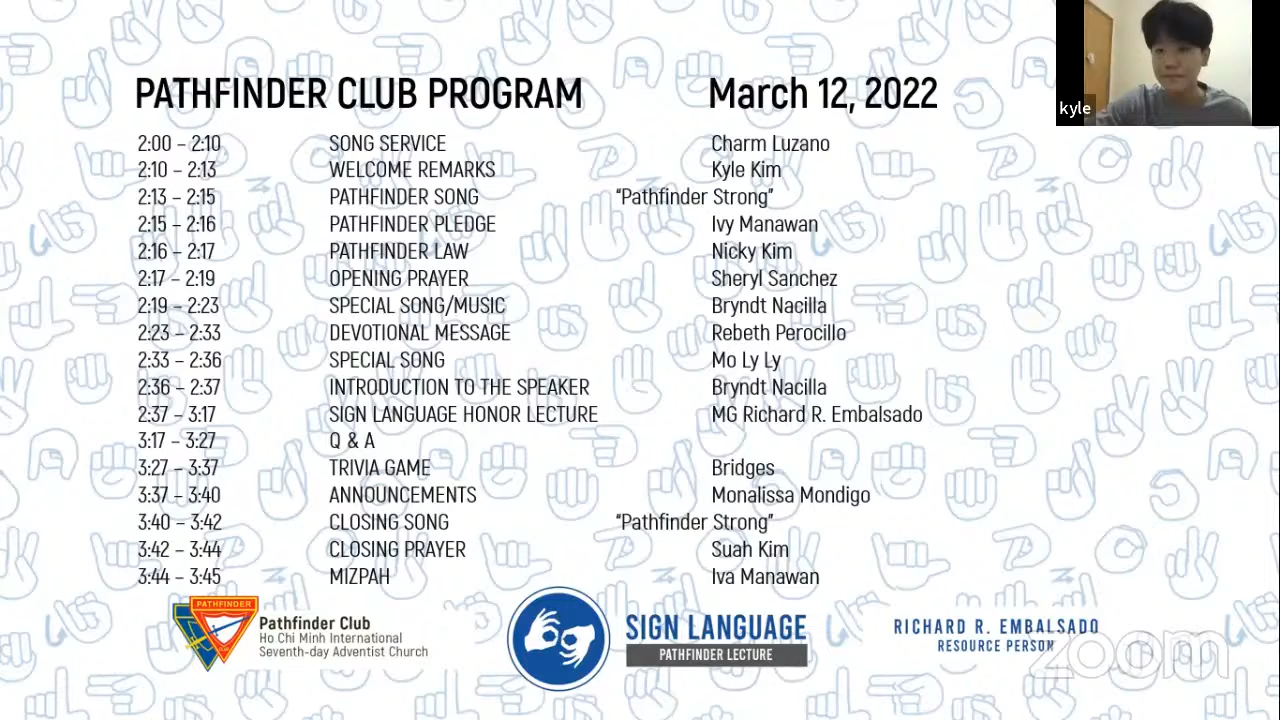 PATHFINDER CLUB PROGRAM March 12, 2022
kyle
2:00 – 2:10 SONG SERVICE Charm Luzano
2:10 – 2:13 WELCOME REMARKS Kyle Kim
2:13 – 2:15 PATHFINDER SONG “Pathfinder Strong”
2:15 – 2:16 PATHFINDER PLEDGE Ivy Manawan
2:16 – 2:17 PATHFINDER LAW Nicky Kim
2:17 – 2:19 OPENING PRAYER Sheryl Sanchez
2:19 – 2:23 SPECIAL SONG/MUSIC Bryndt Nacilla
2:23 – 2:33 DEVOTIONAL MESSAGE Rebeth Perocillo
2:33 – 2:36 SPECIAL SONG Mo Ly Ly
2:36 – 2:37 INTRODUCTION TO THE SPEAKER Bryndt Nacilla
2:37 – 3:17 SIGN LANGUAGE HONOR LECTURE MG Richard R. Embalsado
3:17 – 3:27 Q & A
3:27 – 3:37 TRIVIA GAME Bridges
3:37 – 3:40 ANNOUNCEMENTS Monalissa Mondigo
3:40 – 3:42 CLOSING SONG “Pathfinder Strong”
3:42 – 3:44 CLOSING PRAYER Suah Kim
3:44 – 3:45 MIZPAH Iva Manawan
PATHFINDER
CLUB
Pathfinder Club
Ho Chi Minh International
Seventh-day Adventist Church
SIGN LANGUAGE
PATHFINDER LECTURE
RICHARD R. EMBALSADO
RESOURCE PERSON
zoom